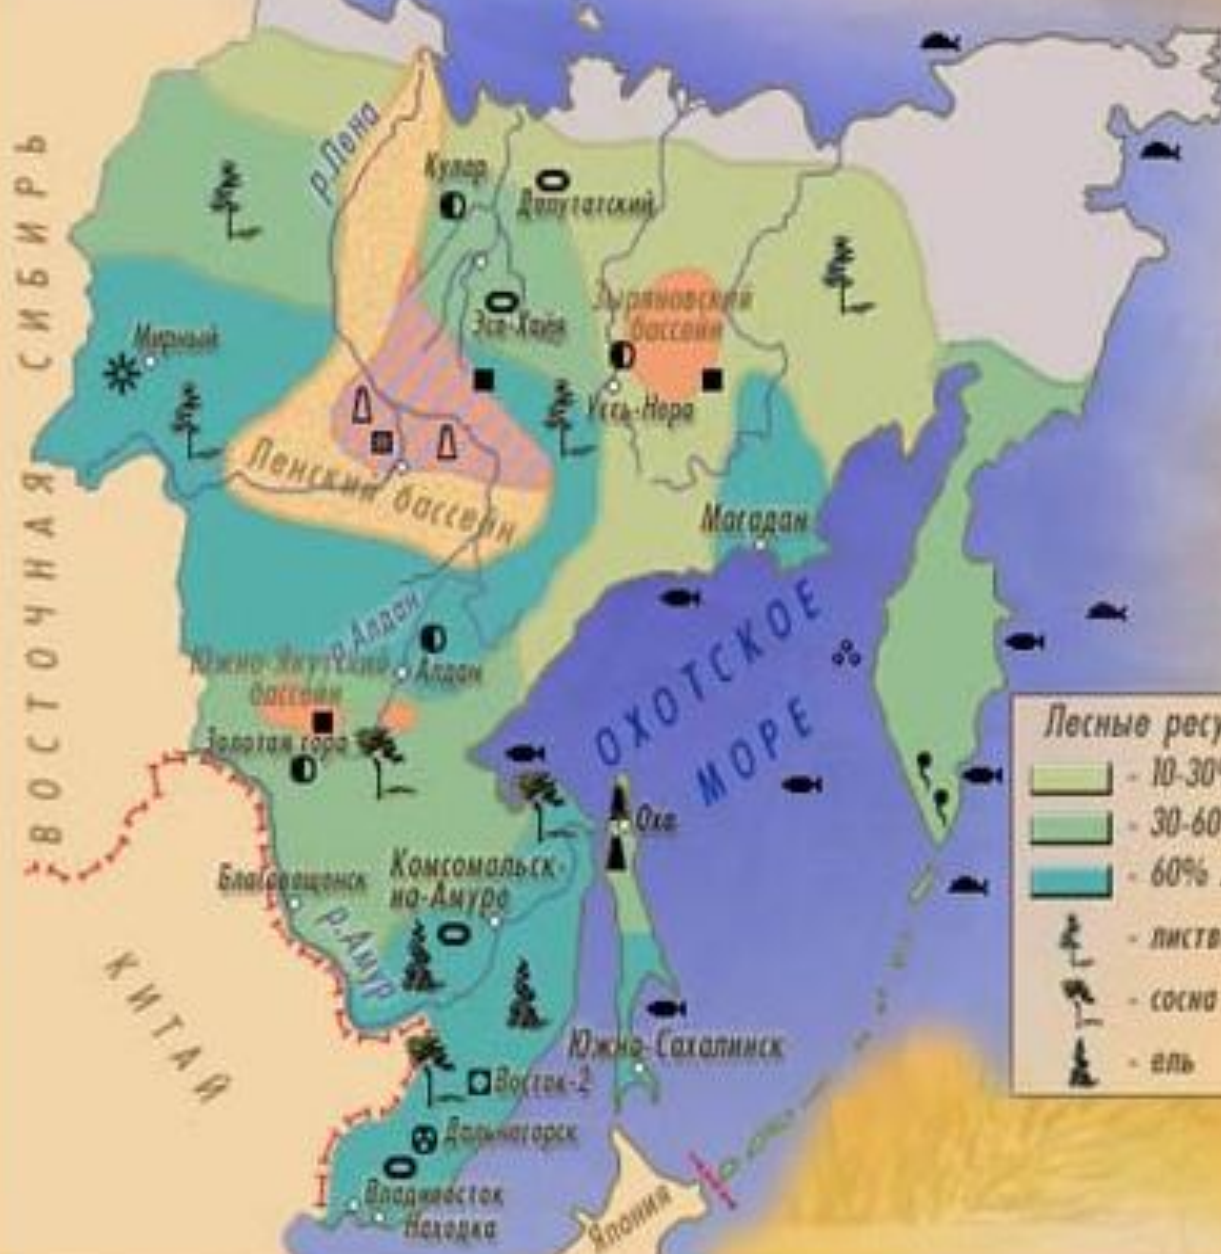 р.Лена
Кулар
Депутатский
ВОСТОЧНАЯ СИБИРЬ
Эсе-Хайя
Зыряновский
бассейн
Мирный
Усть-Нера
Ленский бассейн
Магадан
р.Алдан
Южно-Якутский
бассейн
Алдан
Золотая гора
ОХОТСКОЕ
МОРЕ
Лесные ресу
- 10-30%
- 30-60
- 60%
- листв
- сосна
- ель
Оха
Комсомольск-
на-Амуре
Благовещенск
р.Амур
КИТАЙ
Южно-Сахалинск
Восток-2
Дальнегорск
Владивосток
Находка
Япония